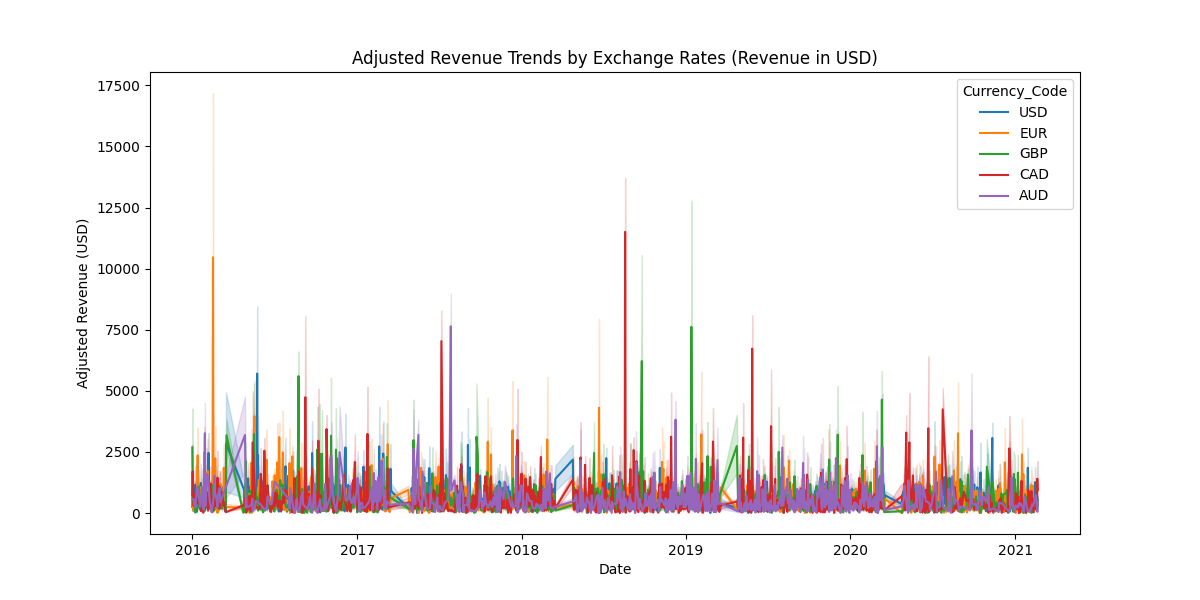 Adjusted Revenue Trends by Exchange Rates (Revenue in USD)
17500
15000
12500
10000
7500
5000
2500
0
Adjusted Revenue (USD)
Currency_Code
USD
EUR
GBP
CAD
AUD
2016
2017
2018
2019
2020
2021
Date